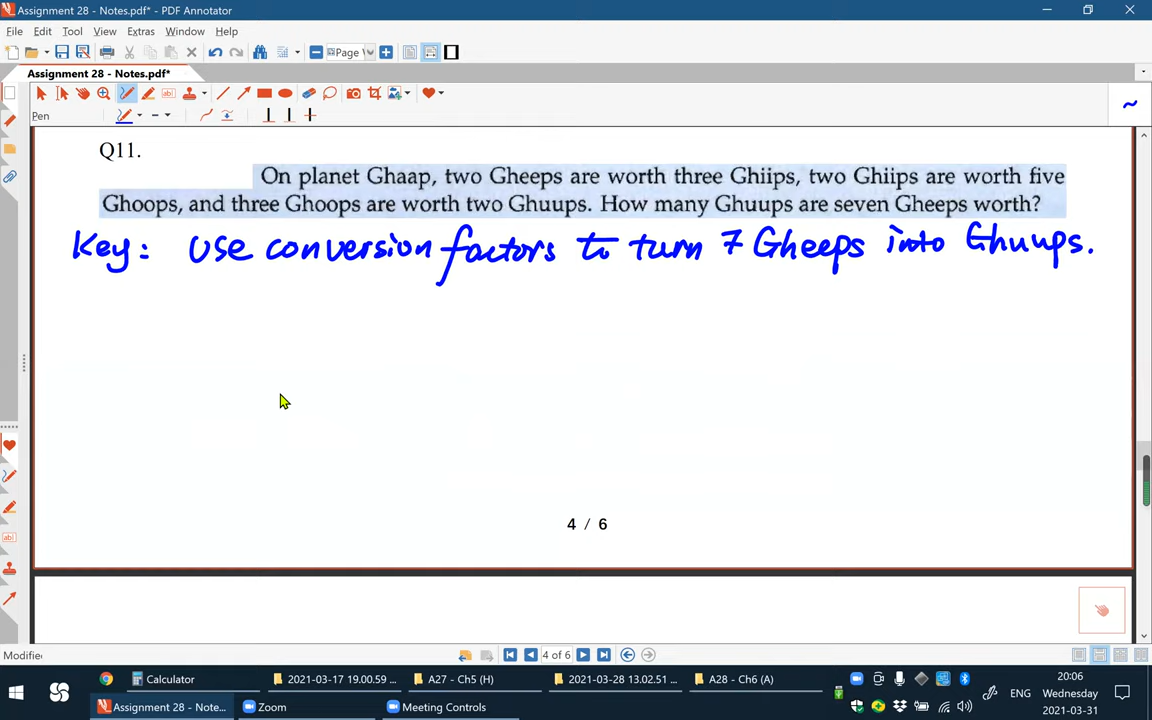 Assignment 28 - Notes.pdf* - PDF Annotator
File Edit Tool View Extras Window Help
Page
Assignment 28 - Notes.pdf*
Pen
Q11.
On planet Ghaap, two Gheeps are worth three Ghiips, two Ghiips are worth five
Ghoops, and three Ghoops are worth two Ghuups. How many Ghuups are seven Gheeps worth?
Key: Use conversion factors to turn 7 Gheeps into Ghuups.
4 / 6
Modifie
4 of 6
Calculator
2021-03-17 19.00.59 ...
A27 - Ch5 (H)
2021-03-28 13.02.51 ...
A28 - Ch6 (A)
20:06
ENG
Wednesday
Assignment 28 - Note...
Zoom
Meeting Controls
2021-03-31